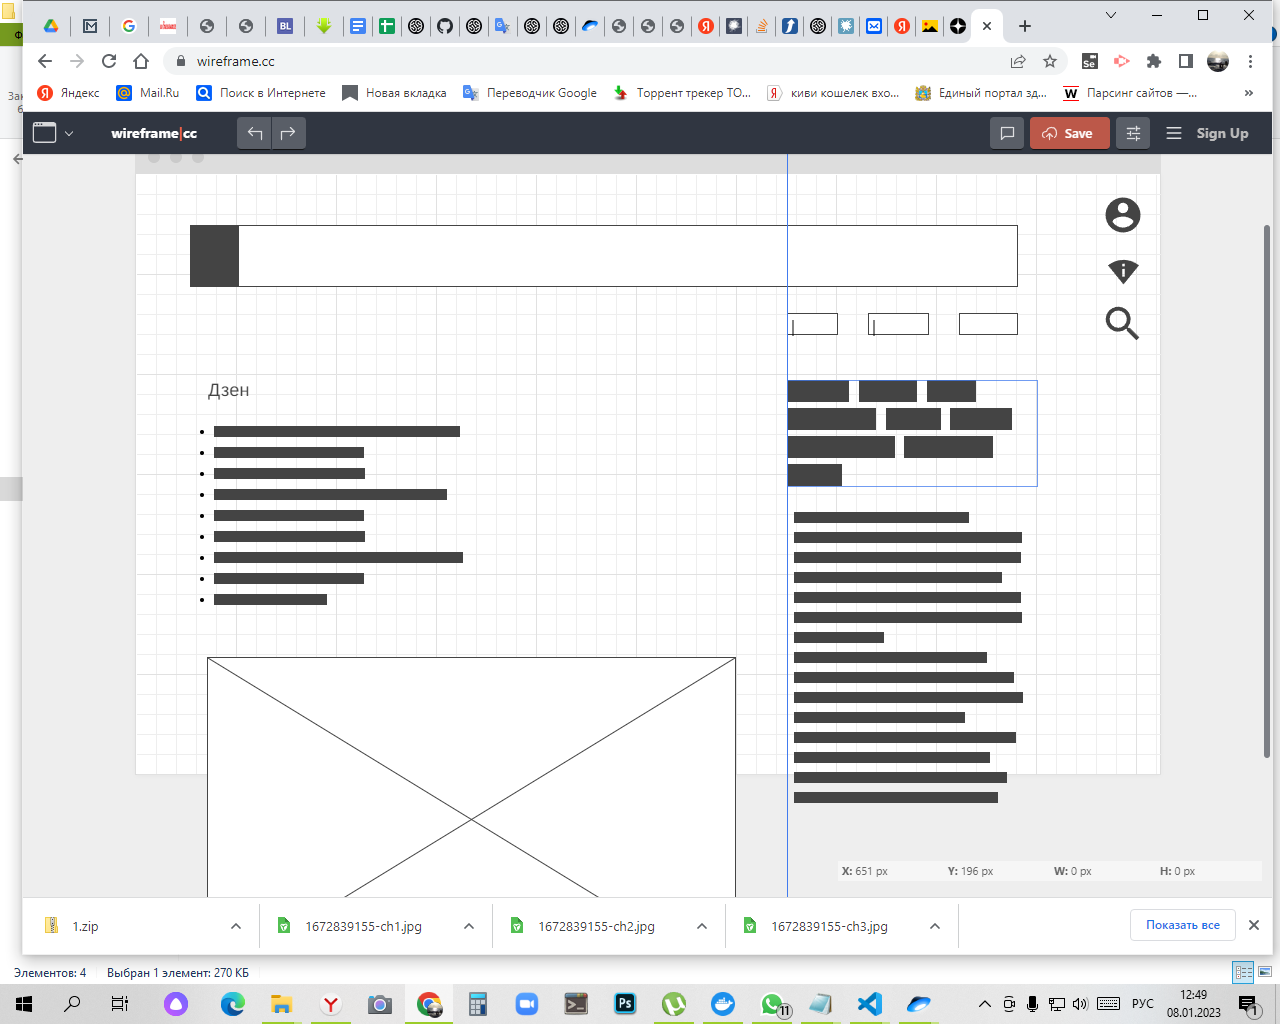 wireframe.cc
Яндекс
Mail.Ru
Поиск в Интернете
Новая вкладка
Переводчик Google
Торрент трекер ТО...
киви кошелек вхо...
Единый портал зд...
Парсинг сайтов —...
»
wireframe|cc
Save
Sign Up
Дзен
X: 651 px Y: 196 px W: 0 px H: 0 px
1.zip
1672839155-ch1.jpg
1672839155-ch2.jpg
1672839155-ch3.jpg
Показать все
Элементов: 4 Выбран 1 элемент: 270 КБ
11
РУС
12:49
08.01.2023
1